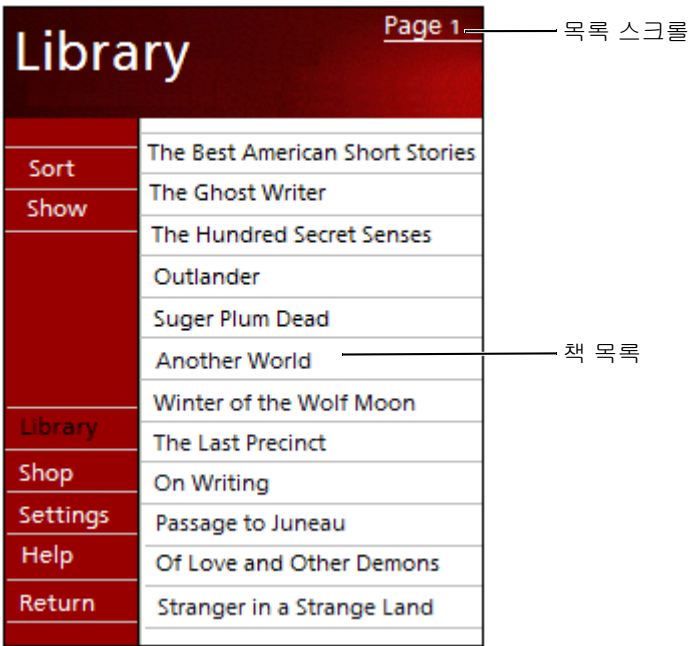 Library
Page 1
목록 스크롤
Sort
Show
Library
Shop
Settings
Help
Return
The Best American Short Stories
The Ghost Writer
The Hundred Secret Senses
Outlander
Suger Plum Dead
Another World
책 목록
Winter of the Wolf Moon
The Last Precinct
On Writing
Passage to Juneau
Of Love and Other Demons
Stranger in a Strange Land